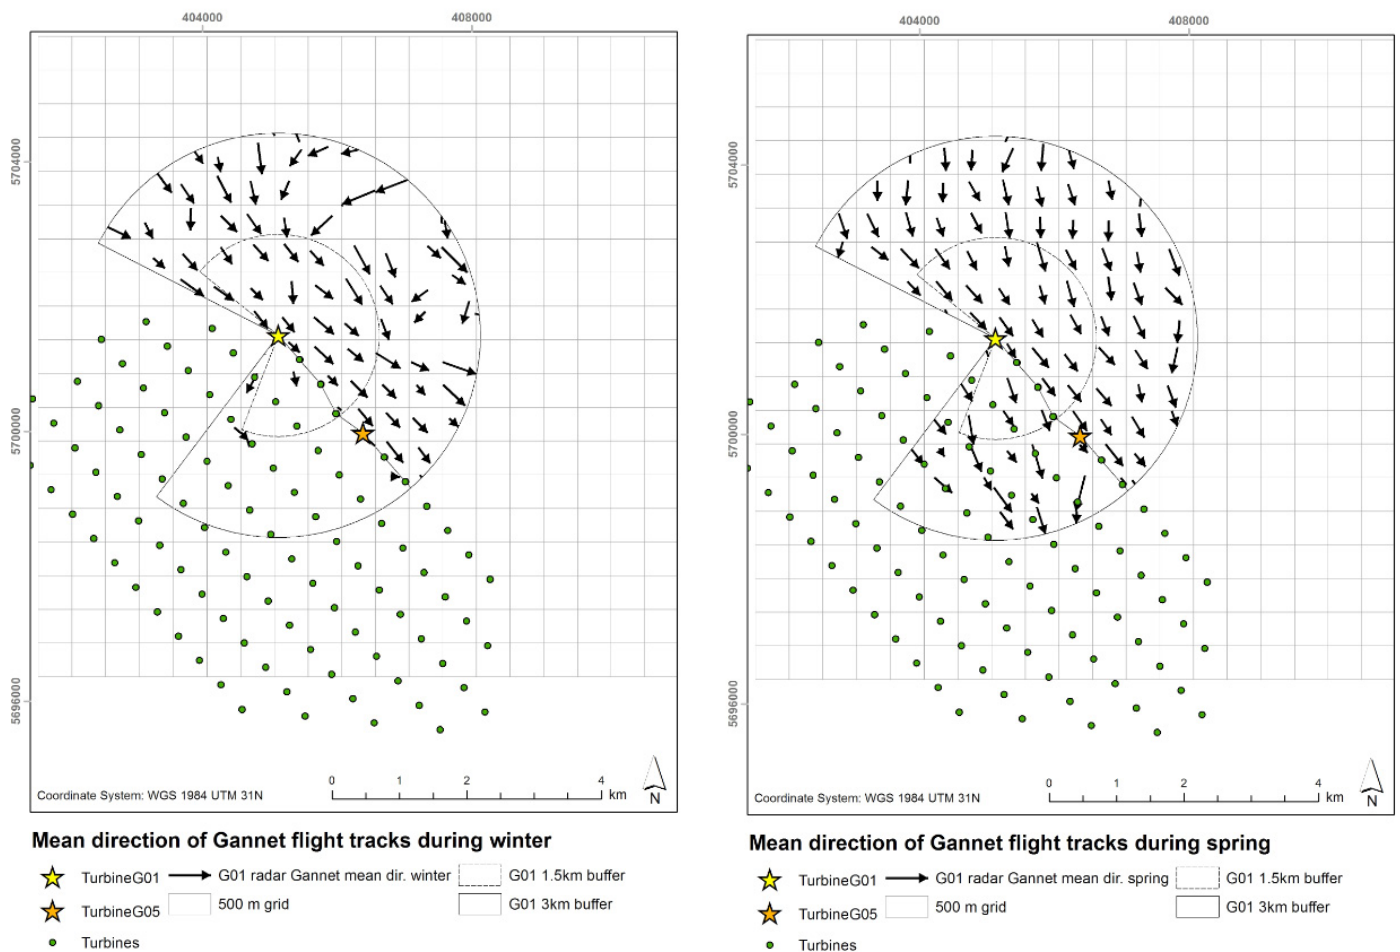 404000 408000
5704000
5700000
5696000
0 1 2 4
km
N
Coordinate System: WGS 1984 UTM 31N
Mean direction of Gannet flight tracks during winter
TurbineG01 G01 radar Gannet mean dir. winter G01 1.5km buffer
TurbineG05 500 m grid G01 3km buffer
Turbines
404000 408000
5704000
5700000
5696000
0 1 2 4
km
N
Coordinate System: WGS 1984 UTM 31N
Mean direction of Gannet flight tracks during spring
TurbineG01 G01 radar Gannet mean dir. spring G01 1.5km buffer
TurbineG05 500 m grid G01 3km buffer
Turbines